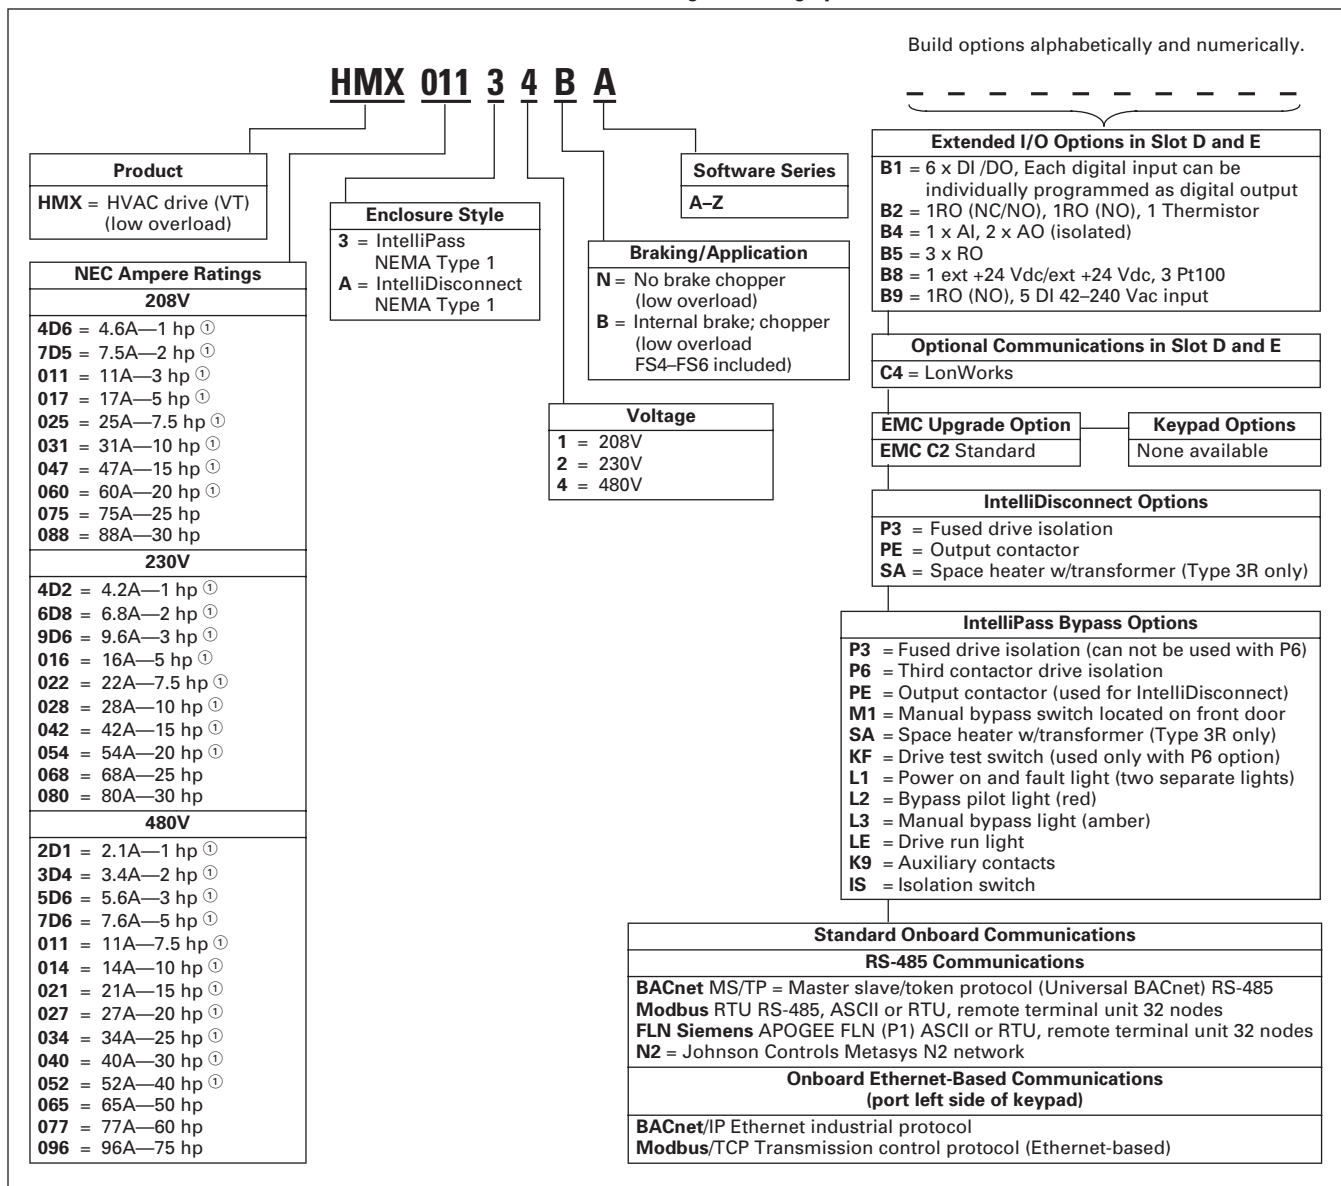 Build options alphabetically and numerically.
HMX 011 3 4 B A
Product
HMX = HVAC drive (VT)
(low overload)
NEC Ampere Ratings
208V
4D6 = 4.6A—1 hp ①
7D5 = 7.5A—2 hp ①
011 = 11A—3 hp ①
017 = 17A—5 hp ①
025 = 25A—7.5 hp ①
031 = 31A—10 hp ①
047 = 47A—15 hp ①
060 = 60A—20 hp ①
075 = 75A—25 hp
088 = 88A—30 hp
230V
4D2 = 4.2A—1 hp ①
6D8 = 6.8A—2 hp ①
9D6 = 9.6A—3 hp ①
016 = 16A—5 hp ①
022 = 22A—7.5 hp ①
028 = 28A—10 hp ①
042 = 42A—15 hp ①
054 = 54A—20 hp ①
068 = 68A—25 hp
080 = 80A—30 hp
480V
2D1 = 2.1A—1 hp ①
3D4 = 3.4A—2 hp ①
5D6 = 5.6A—3 hp ①
7D6 = 7.6A—5 hp ①
011 = 11A—7.5 hp ①
014 = 14A—10 hp ①
021 = 21A—15 hp ①
027 = 27A—20 hp ①
034 = 34A—25 hp ①
040 = 40A—30 hp ①
052 = 52A—40 hp ①
065 = 65A—50 hp
077 = 77A—60 hp
096 = 96A—75 hp
Enclosure Style
3 = IntelliPass
NEMA Type 1
A = IntelliDisconnect
NEMA Type 1
Voltage
1 = 208V
2 = 230V
4 = 480V
Braking/Application
N = No brake chopper
(low overload)
B = Internal brake; chopper
(low overload
FS4–FS6 included)
Software Series
A–Z
Extended I/O Options in Slot D and E
B1 = 6 x DI /DO, Each digital input can be
individually programmed as digital output
B2 = 1RO (NC/NO), 1RO (NO), 1 Thermistor
B4 = 1 x AI, 2 x AO (isolated)
B5 = 3 x RO
B8 = 1 ext +24 Vdc/ext +24 Vdc, 3 Pt100
B9 = 1RO (NO), 5 DI 42–240 Vac input
Optional Communications in Slot D and E
C4 = LonWorks
EMC Upgrade Option
EMC C2 Standard
Keypad Options
None available
IntelliDisconnect Options
P3 = Fused drive isolation
PE = Output contactor
SA = Space heater w/transformer (Type 3R only)
IntelliPass Bypass Options
P3 = Fused drive isolation (can not be used with P6)
P6 = Third contactor drive isolation
PE = Output contactor (used for IntelliDisconnect)
M1 = Manual bypass switch located on front door
SA = Space heater w/transformer (Type 3R only)
KF = Drive test switch (used only with P6 option)
L1 = Power on and fault light (two separate lights)
L2 = Bypass pilot light (red)
L3 = Manual bypass light (amber)
LE = Drive run light
K9 = Auxiliary contacts
IS = Isolation switch
Standard Onboard Communications
RS-485 Communications
BACnet MS/TP = Master slave/token protocol (Universal BACnet) RS-485
Modbus RTU RS-485, ASCII or RTU, remote terminal unit 32 nodes
FLN Siemens APOGEE FLN (P1) ASCII or RTU, remote terminal unit 32 nodes
N2 = Johnson Controls Metasys N2 network
Onboard Ethernet-Based Communications
(port left side of keypad)
BACnet/IP Ethernet industrial protocol
Modbus/TCP Transmission control protocol (Ethernet-based)